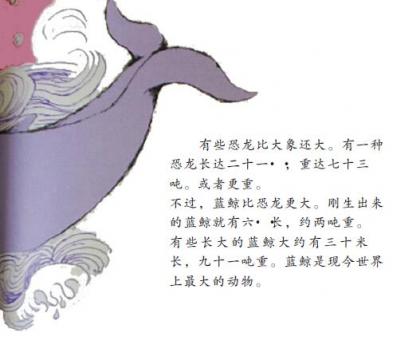 有些恐龙比大象还大。有一种
恐龙长达二十一··；重达七十三
吨。或者更重。
不过，蓝鲸比恐龙更大。刚生出来
的蓝鲸就有六··长，约两吨重。
有些长大的蓝鲸大约有三十米
长，九十一吨重。蓝鲸是现今世界
上最大的动物。